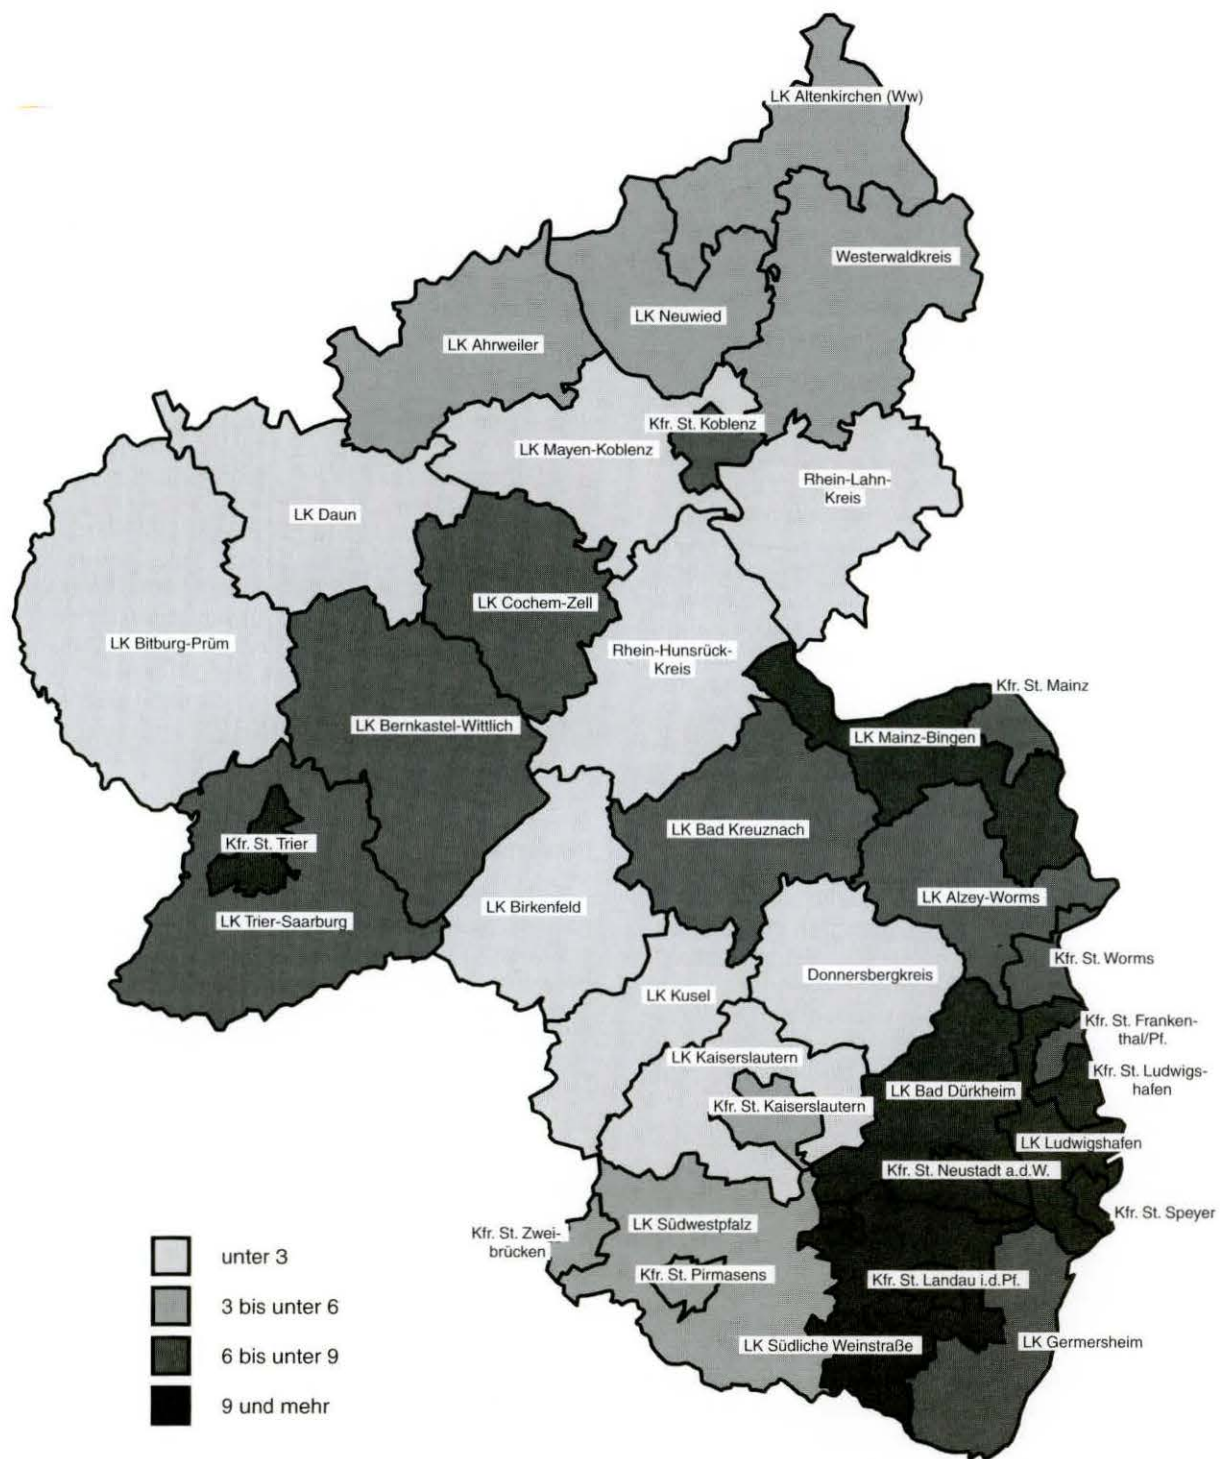 LK Altenkirchen (Ww)
Westerwaldkreis
LK Neuwied
LK Ahrweiler
Kfr. St. Koblenz
LK Mayen-Koblenz
Rhein-Lahn-
Kreis
LK Daun
LK Cochem-Zell
LK Bitburg-Prüm
Rhein-Hunsrück-
Kreis
Kfr. St. Mainz
LK Bernkastel-Wittlich
LK Mainz-Bingen
LK Bad Kreuznach
Kfr. St. Trier
LK Alzey-Worms
LK Birkenfeld
LK Trier-Saarburg
Kfr. St. Worms
Donnersbergkreis
LK Kusel
Kfr. St. Franken-
thal/Pf.
LK Kaiserslautern
Kfr. St. Ludwigs-
hafen
LK Bad Dürkheim
Kfr. St. Kaiserslautern
LK Ludwigshafen
Kfr. St. Neustadt a.d.W.
Kfr. St. Speyer
LK Südwestpfalz
Kfr. St. Zwei-
brücken
Kfr. St. Pirmasens
Kfr. St. Landau i.d.Pf.
LK Germersheim
LK Südliche Weinstraße
unter 3
3 bis unter 6
6 bis unter 9
9 und mehr